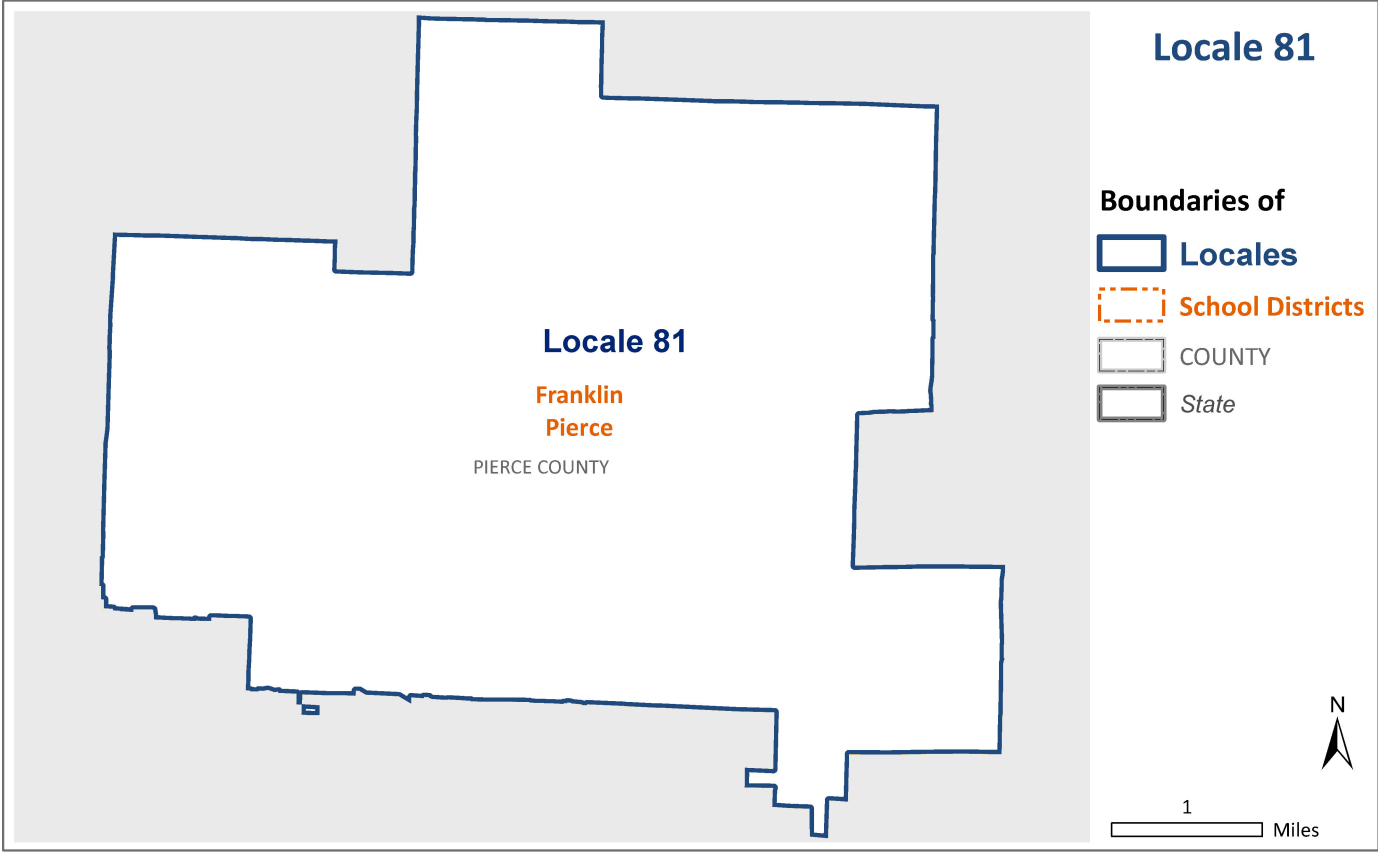 Locale 81
Boundaries of
Locales
School Districts
COUNTY
State
Locale 81
Franklin
Pierce
PIERCE COUNTY
N
1
Miles